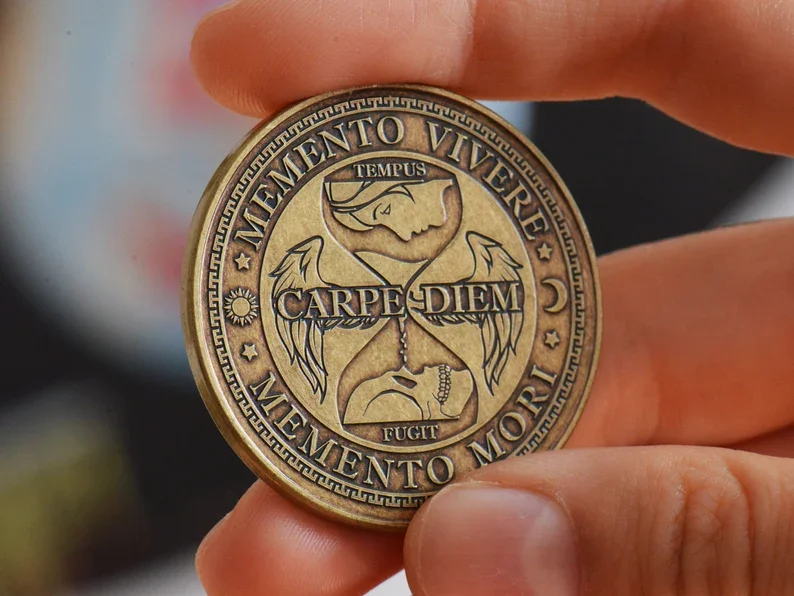 MEMENTO VIVERE
TEMPUS
CARPE DIEM
FUGIT
MEMENTO MORI